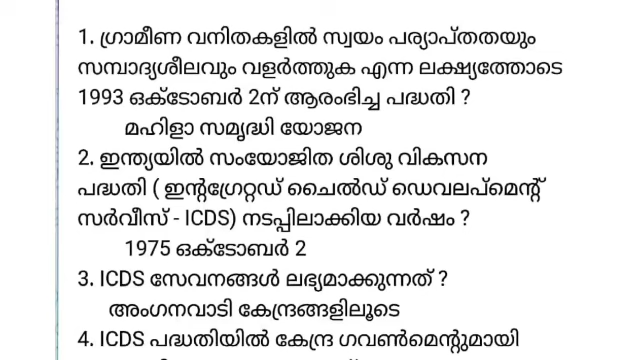 1. ഗ്രാമീണ വനിതകളിൽ സ്വയം പര്യാപ്തതയും
സമ്പാദ്യശീലവും വളർത്തുക എന്ന ലക്ഷ്യത്തോടെ
1993 ഒക്ടോബർ 2ന് ആരംഭിച്ച പദ്ധതി ?
മഹിളാ സമൃദ്ധി യോജന
2. ഇന്ത്യയിൽ സംയോജിത ശിശു വികസന
പദ്ധതി ( ഇന്റഗ്രേറ്റഡ് ചൈൽഡ് ഡെവലപ്മെന്റ്
സർവീസ് - ICDS) നടപ്പിലാക്കിയ വർഷം ?
1975 ഒക്ടോബർ 2
3. ICDS സേവനങ്ങൾ ലഭ്യമാക്കുന്നത് ?
അംഗനവാടി കേന്ദ്രങ്ങളിലൂടെ
4. ICDS പദ്ധതിയിൽ കേന്ദ്ര ഗവൺമെന്റുമായി